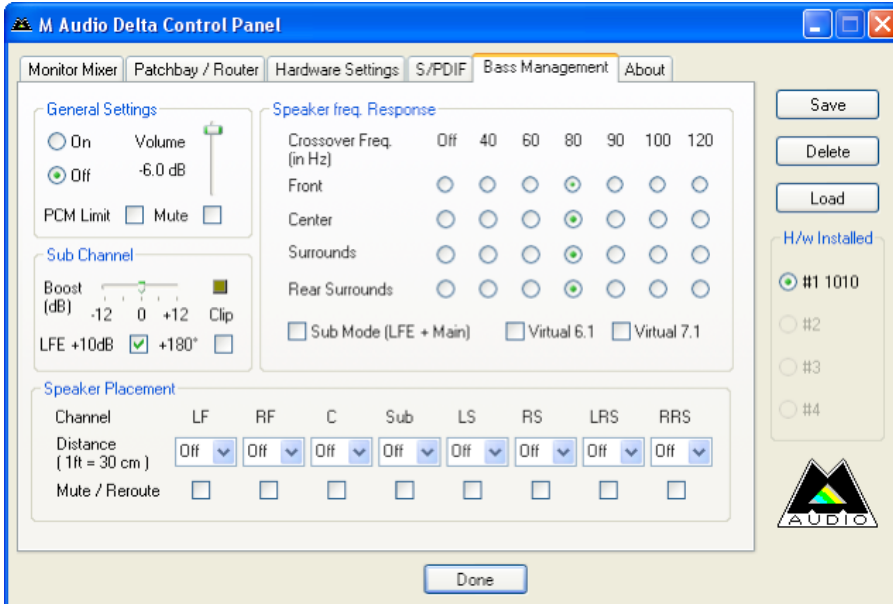 M Audio Delta Control Panel
Monitor Mixer Patchbay / Router Hardware Settings S/PDIF Bass Management About
General Settings
On Volume
Off -6.0 dB
PCM Limit Mute
Sub Channel
Boost
(dB) -12 0 +12 Clip
LFE +10dB +180°
Speaker freq. Response
Crossover Freq. Off 40 60 80 90 100 120
(in Hz)
Front
Center
Surrounds
Rear Surrounds
Sub Mode (LFE + Main) Virtual 6.1 Virtual 7.1
Speaker Placement
Channel LF RF C Sub LS RS LRS RRS
Distance
( 1ft = 30 cm ) Off Off Off Off Off Off Off Off
Mute / Reroute
Save
Delete
Load
H/w Installed
#1 1010
#2
#3
#4
M AUDIO
Done